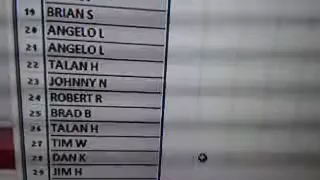 19 BRIAN S
20 ANGELO L
21 ANGELO L
22 TALAN H
23 JOHNNY N
24 ROBERT R
25 BRAD B
26 TALAN H
27 TIM W
28 DAN K
29 JIM H